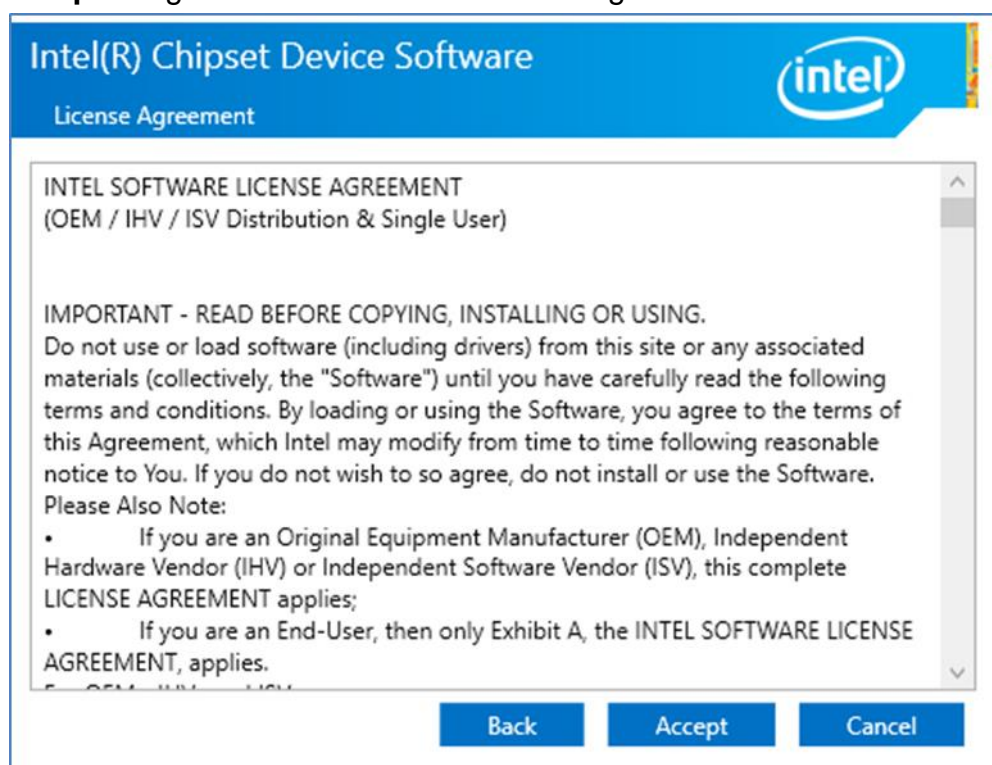 Intel(R) Chipset Device Software
intel
License Agreement
INTEL SOFTWARE LICENSE AGREEMENT
(OEM / IHV / ISV Distribution & Single User)
IMPORTANT - READ BEFORE COPYING, INSTALLING OR USING.
Do not use or load software (including drivers) from this site or any associated
materials (collectively, the "Software") until you have carefully read the following
terms and conditions. By loading or using the Software, you agree to the terms of
this Agreement, which Intel may modify from time to time following reasonable
notice to You. If you do not wish to so agree, do not install or use the Software.
Please Also Note:
• If you are an Original Equipment Manufacturer (OEM), Independent
Hardware Vendor (IHV) or Independent Software Vendor (ISV), this complete
LICENSE AGREEMENT applies;
• If you are an End-User, then only Exhibit A, the INTEL SOFTWARE LICENSE
AGREEMENT, applies.
Back Accept Cancel